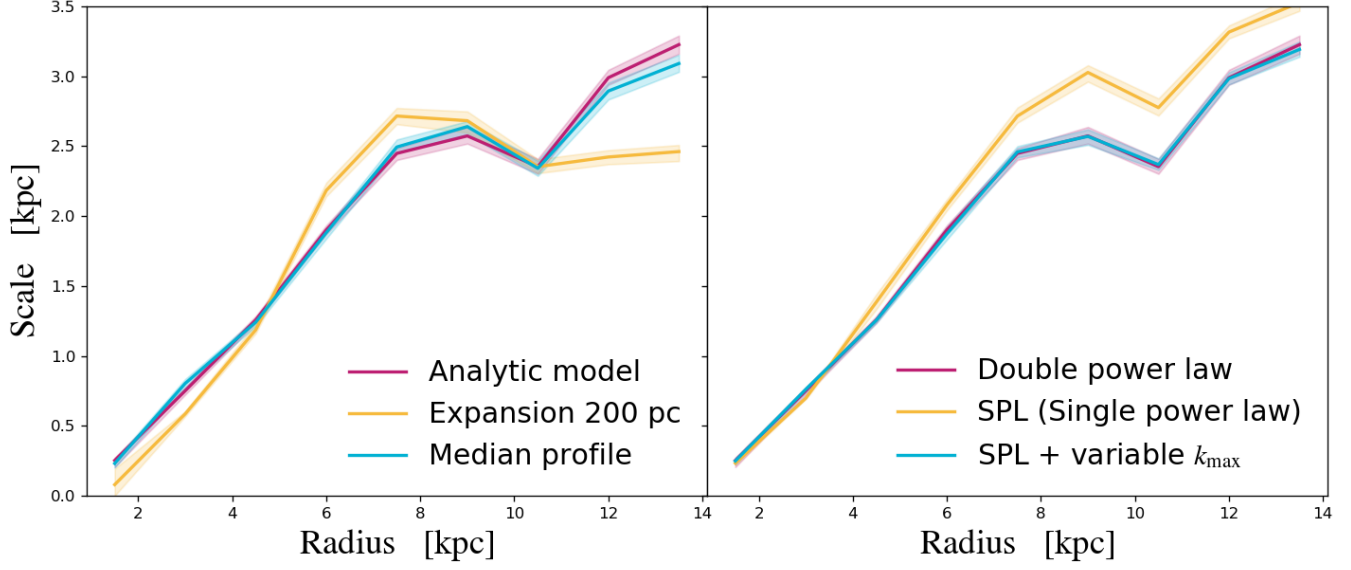 3.5
3.0
2.5
2.0
1.5
1.0
0.5
0.0
Scale [kpc]
Analytic model
Expansion 200 pc
Median profile
2 4 6 8 10 12 14
Radius [kpc]
Double power law
SPL (Single power law)
SPL + variable kmax
2 4 6 8 10 12 14
Radius [kpc]